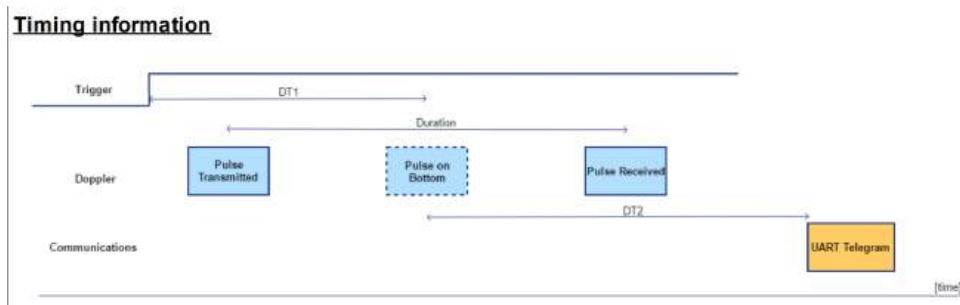 Timing information
Trigger
DT1
Duration
Doppler
Pulse
Transmitted
Pulse on
Bottom
Pulse Received
DT2
Communications
UART Telegram
[time]